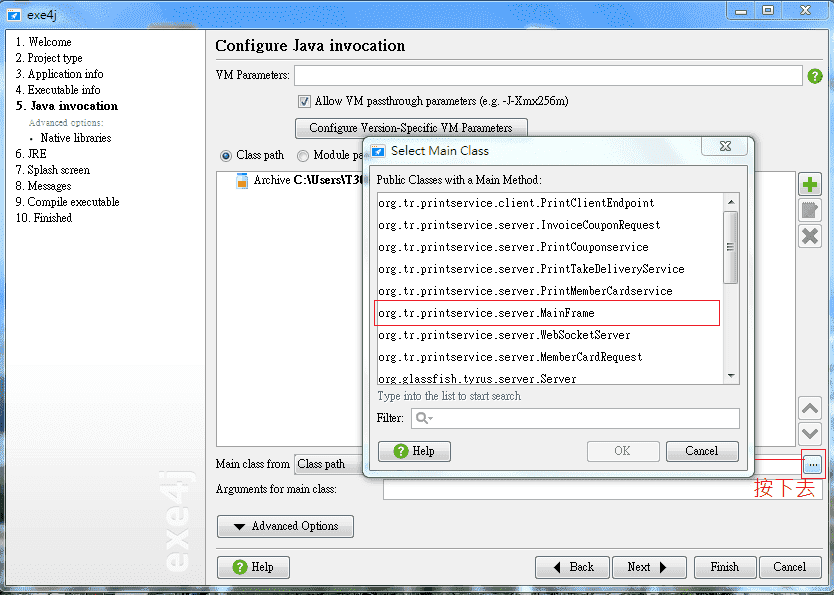 exe4j
1. Welcome
2. Project type
3. Application info
4. Executable info
5. Java invocation
Advanced options:
• Native libraries
6. JRE
7. Splash screen
8. Messages
9. Compile executable
10. Finished
exe4j
Configure Java invocation
VM Parameters:
Allow VM passthrough parameters (e.g. -J-Xmx256m)
Configure Version-Specific VM Parameters
Class path Module pa
Archive C:\Users\T30
Select Main Class
Public Classes with a Main Method:
org.tr.printservice.client.PrintClientEndpoint
org.tr.printservice.server.InvoiceCouponRequest
org.tr.printservice.server.PrintCouponservice
org.tr.printservice.server.PrintTakeDeliveryService
org.tr.printservice.server.PrintMemberCardservice
org.tr.printservice.server.MainFrame
org.tr.printservice.server.WebSocketServer
org.tr.printservice.server.MemberCardRequest
org.glassfish.tyrus.server.Server
Type into the list to start search
Filter:
Help OK Cancel
Main class from Class path ...
Arguments for main class: 按下去
Advanced Options
Help Back Next Finish Cancel